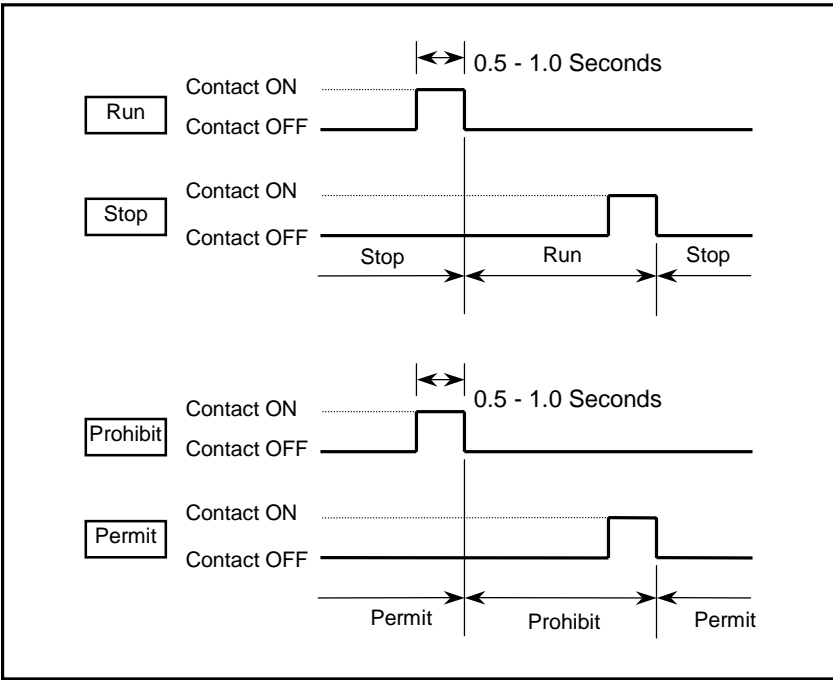 0.5 - 1.0 Seconds
Contact ON
Run
Contact OFF
Contact ON
Stop
Contact OFF
Stop
Run
Stop
0.5 - 1.0 Seconds
Contact ON
Prohibit
Contact OFF
Contact ON
Permit
Contact OFF
Permit
Prohibit
Permit